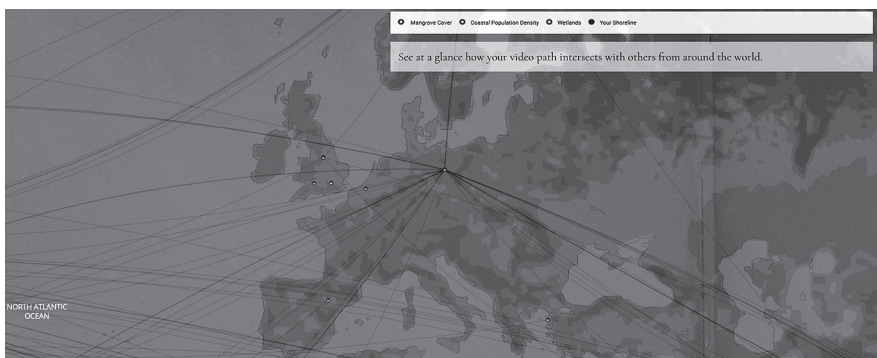 Mangrove Cover Coastal Population Density Wetlands Your Shoreline
See at a glance how your video path intersects with others from around the world.
NORTH ATLANTIC
OCEAN